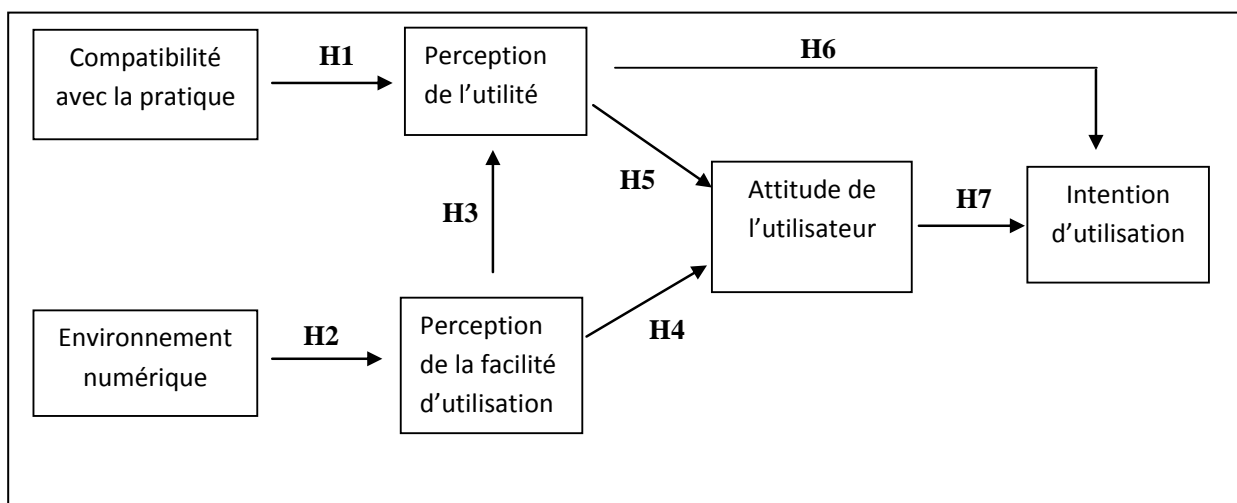 Compatibilité
avec la pratique
H1
Perception
de l’utilité
H6
H5
H3
Attitude de
l’utilisateur
H7
Intention
d’utilisation
Environnement
numérique
H2
Perception
de la facilité
d’utilisation
H4